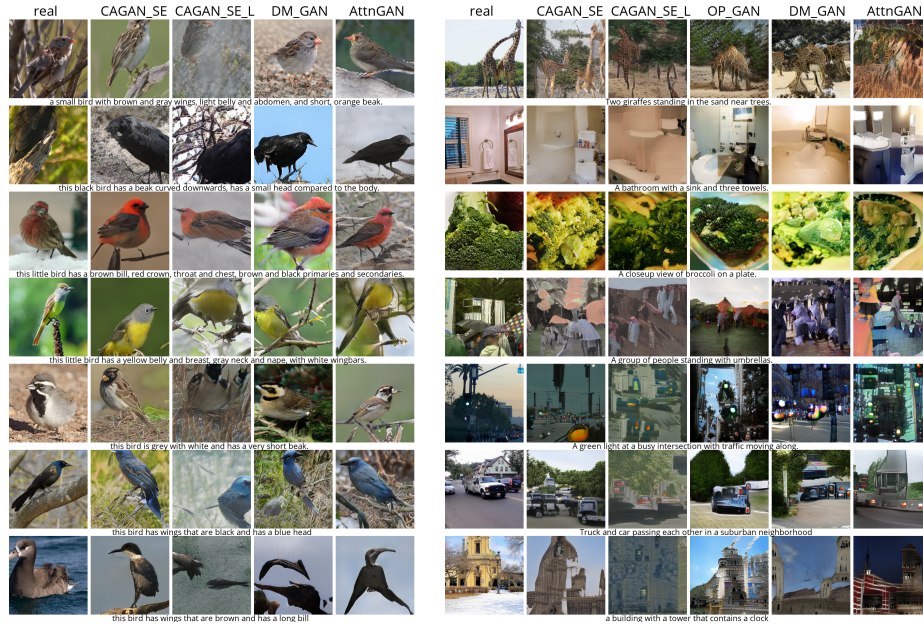 real CAGAN_SE CAGAN_SE_L DM_GAN AttnGAN
a small bird with brown and gray wings, light belly and abdomen, and short, orange beak.
this black bird has a beak curved downwards, has a small head compared to the body.
this little bird has a brown bill, red crown, throat and chest, brown and black primaries and secondaries.
this little bird has a yellow belly and breast, gray neck and nape, with white wingbars.
this bird is grey with white and has a very short beak.
this bird has wings that are black and has a blue head
this bird has wings that are brown and has a long bill
real CAGAN_SE CAGAN_SE_L OP_GAN DM_GAN AttnGAN
Two giraffes standing in the sand near trees.
A bathroom with a sink and three towels.
A closeup view of broccoli on a plate.
A group of people standing with umbrellas.
A green light at a busy intersection with traffic moving along.
Truck and car passing each other in a suburban neighborhood
a building with a tower that contains a clock